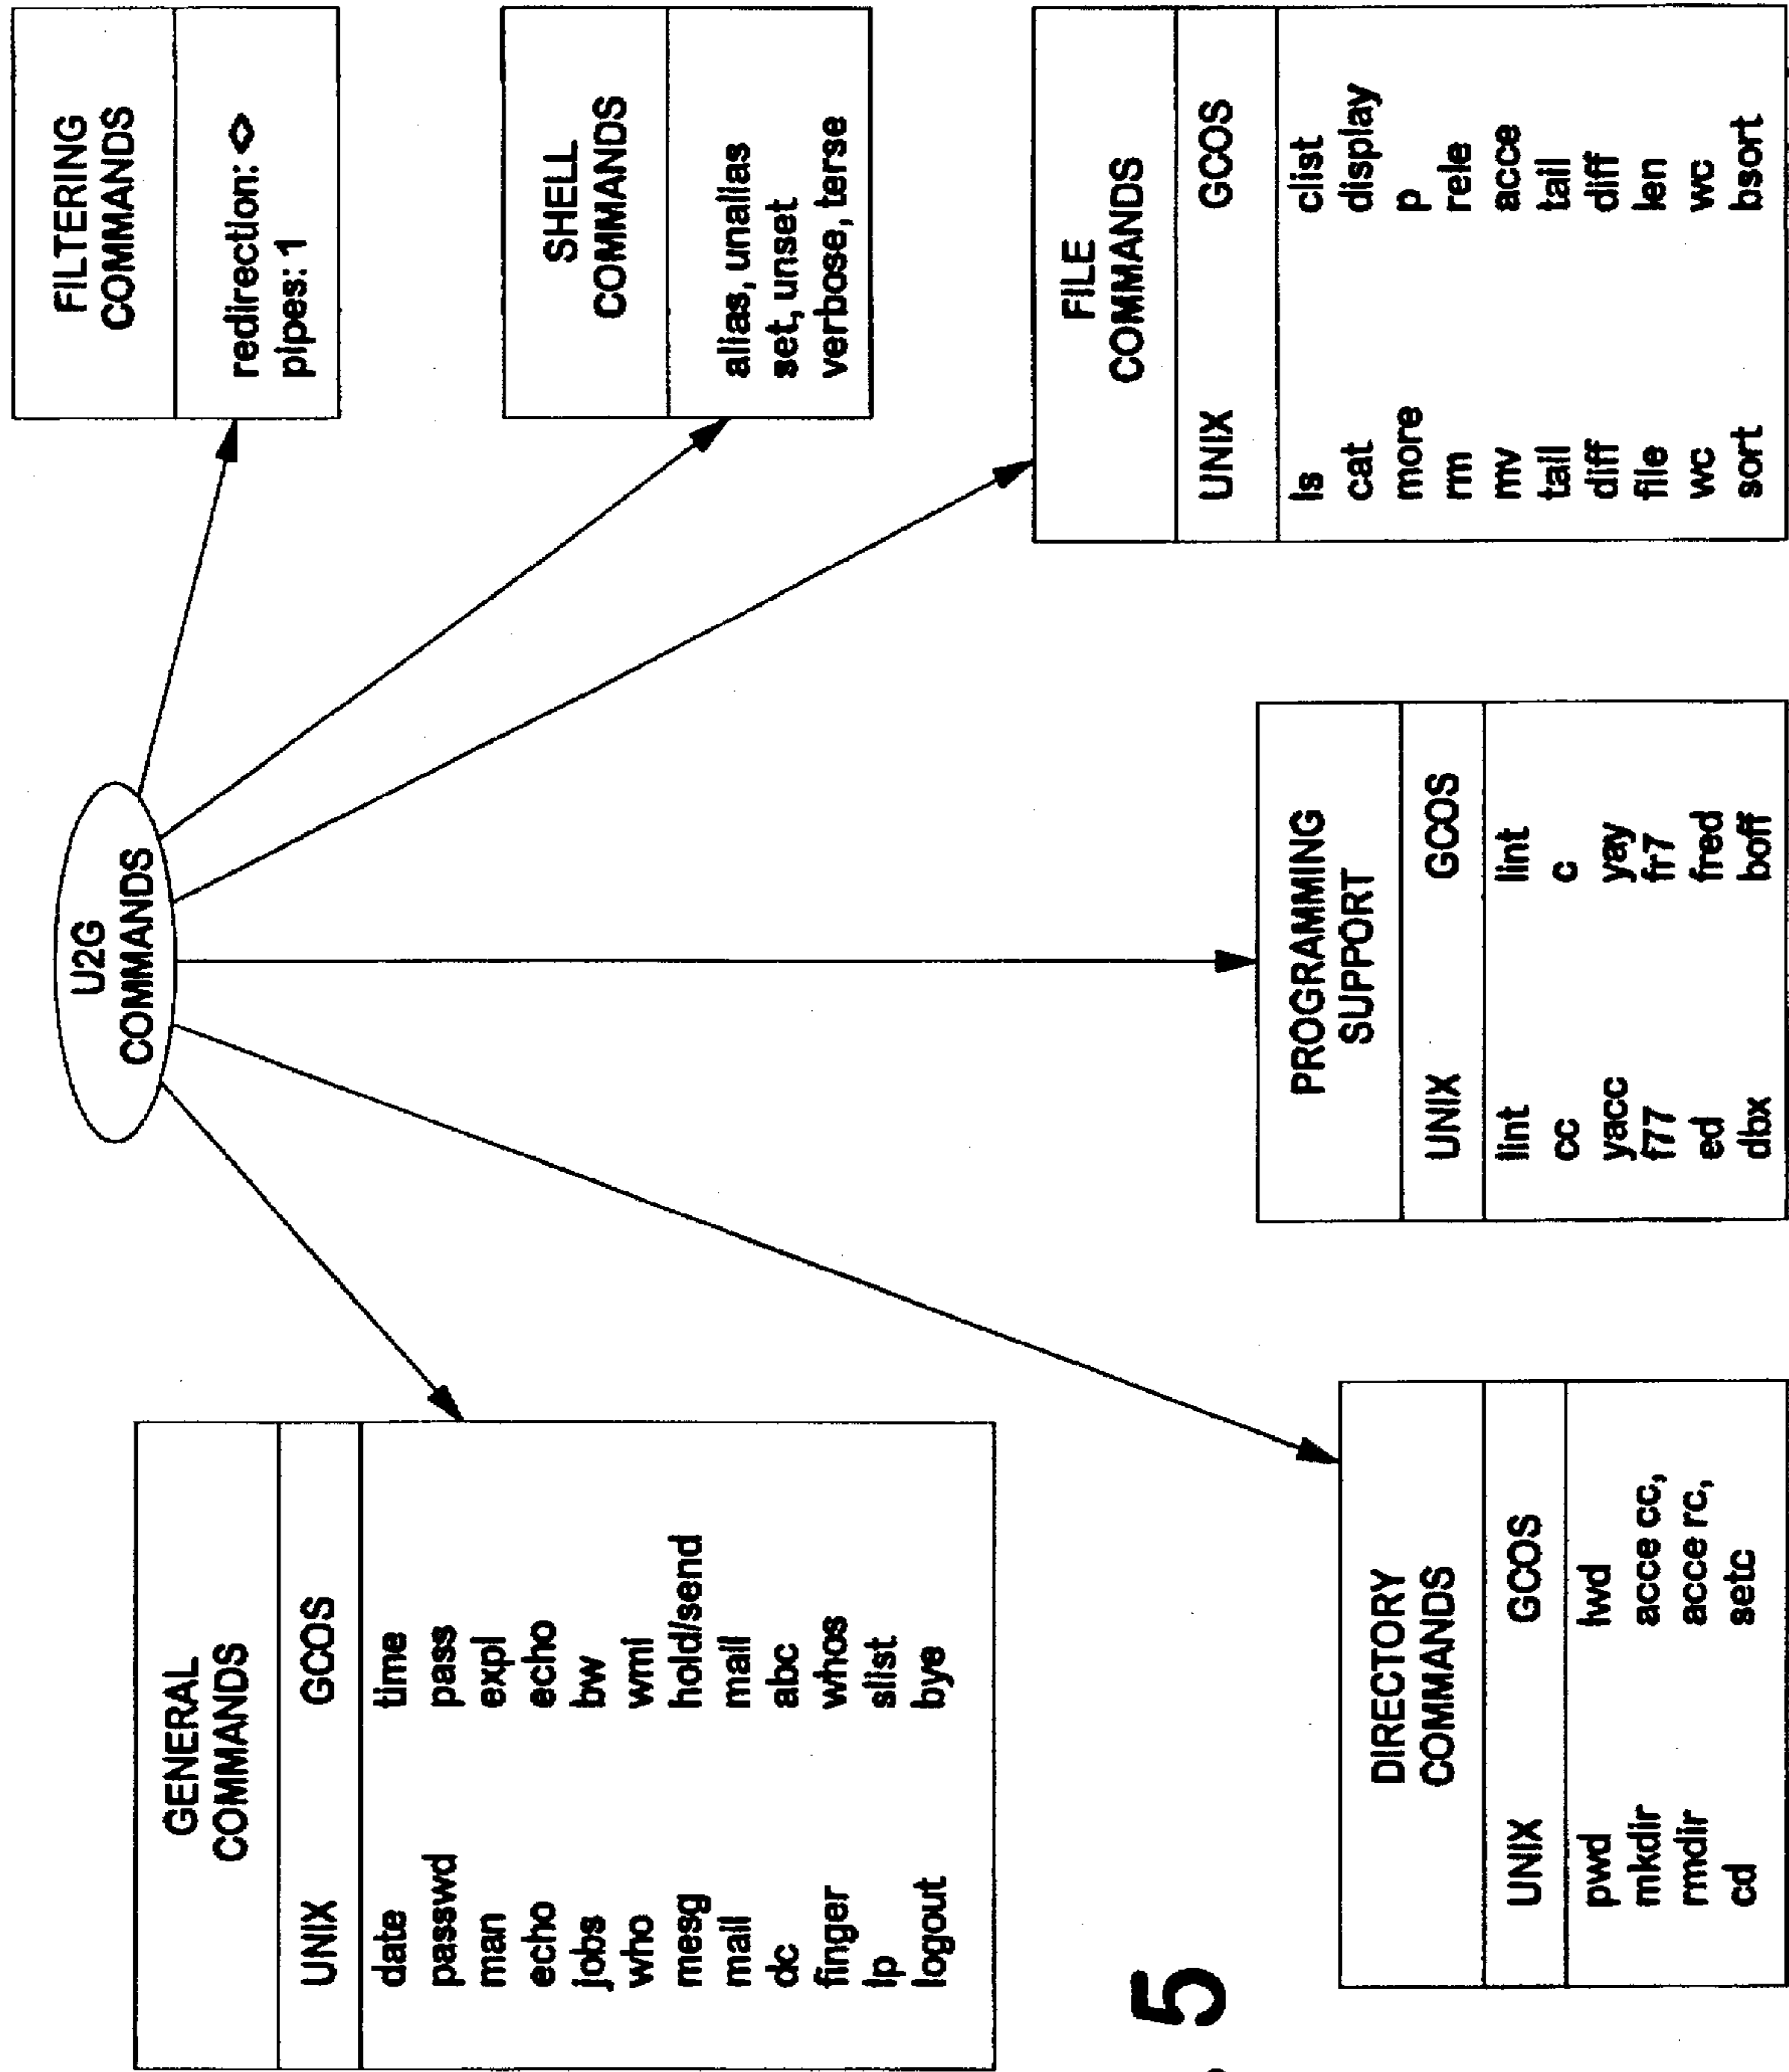 U2G
COMMANDS
GENERAL
COMMANDS
UNIX GCOS
date time
passwd pass
man expl
echo echo
jobs bw
who wmi
mesg hold/send
mail mail
dc abc
finger whos
lp slist
logout bye
FILTERING
COMMANDS
redirection: <>
pipes: 1
SHELL
COMMANDS
alias, unalias
set, unset
verbose, terse
DIRECTORY
COMMANDS
UNIX GCOS
pwd lwd
mkdir acce cc,
rmdir acce rc,
cd setc
PROGRAMMING
SUPPORT
UNIX GCOS
lint lint
cc c
yacc yay
f77 fr7
ed fred
dbx boff
FILE
COMMANDS
UNIX GCOS
ls clist
cat display
more p
rm rele
mv acce
tail tail
diff diff
file len
wc wc
sort bsort
5